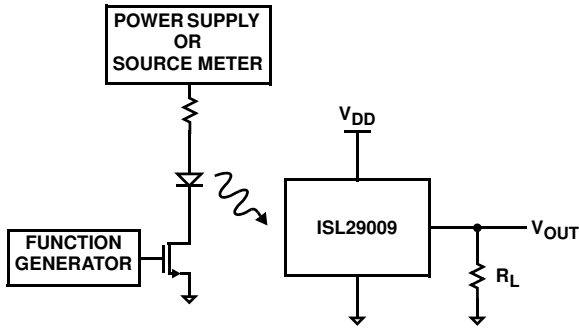 POWER SUPPLY
OR
SOURCE METER
VDD
ISL29009
VOUT
FUNCTION
GENERATOR
RL